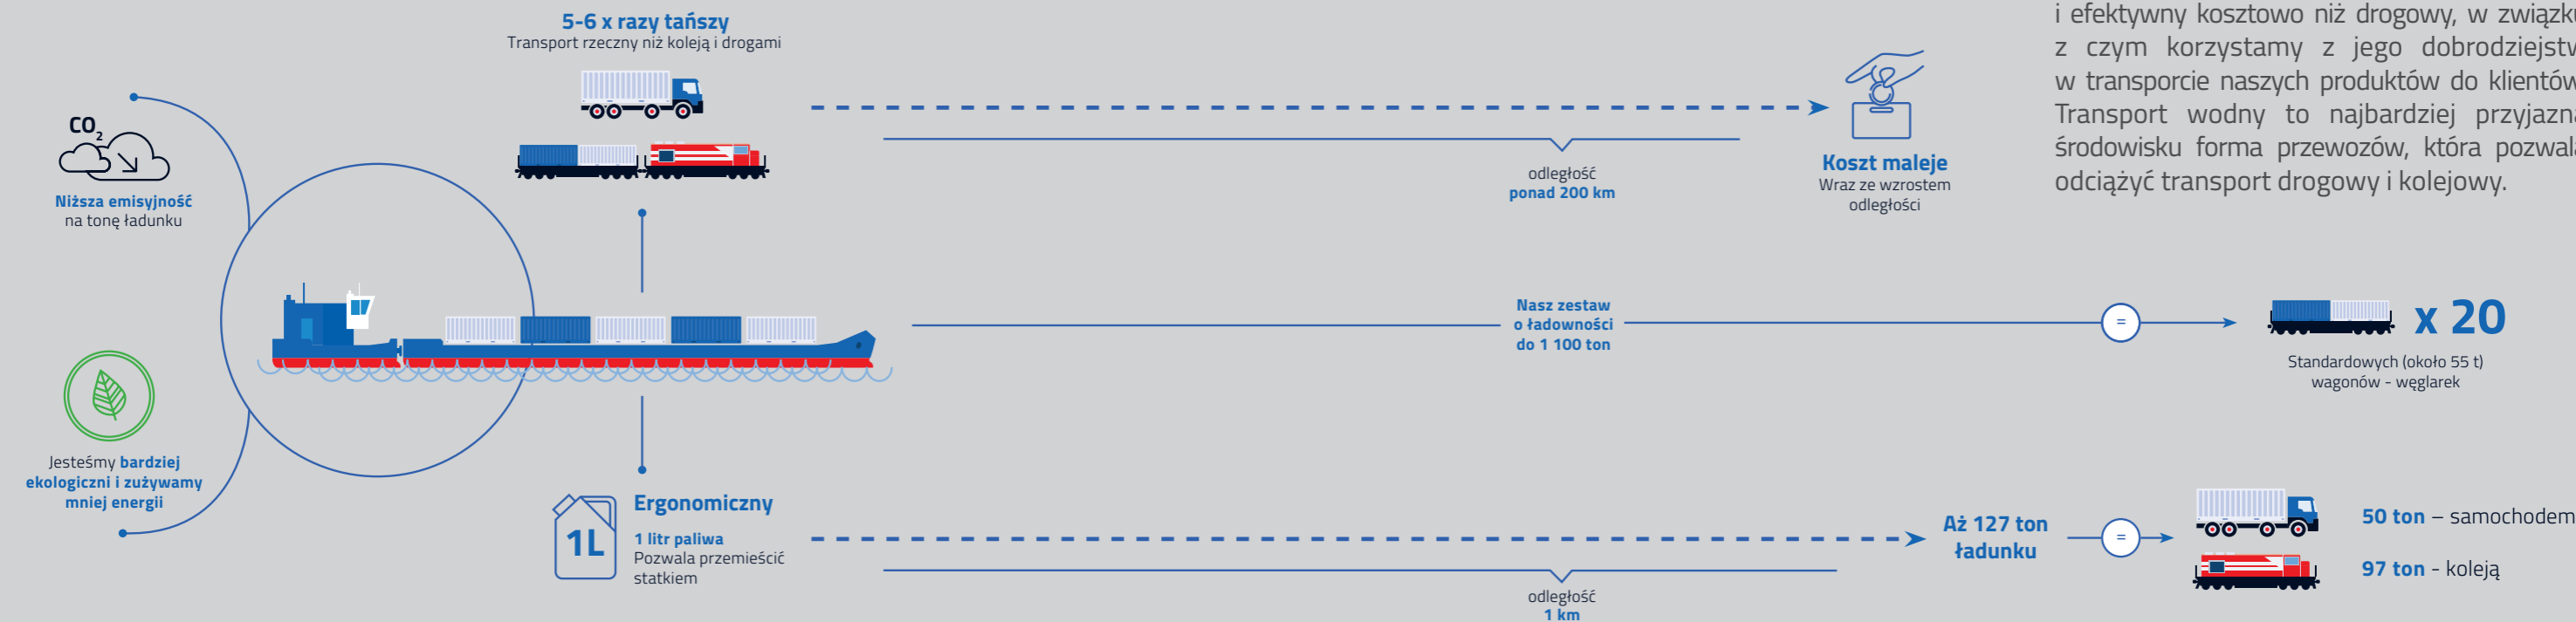 5-6 x razy tańszy
Transport rzeczny niż koleją i drogami
CO2
Niższa emisyjność
na tonę ładunku
odległość
ponad 200 km
Koszt maleje
Wraz ze wzrostem
odległości
i efektywny kosztowo niż drogowy, w związku
z czym korzystamy z jego dobrodziejstw
w transporcie naszych produktów do klientów
Transport wodny to najbardziej przyjazna
środowisku forma przewozów, która pozwala
odciążyć transport drogowy i kolejowy.
Nasz zestaw
o ładowności
do 1 100 ton
=
x 20
Standardowych (około 55 t)
wagonów - węglarek
Jesteśmy bardziej
ekologiczni i zużywamy
mniej energii
1L
Ergonomiczny
1 litr paliwa
Pozwala przemieścić
statkiem
odległość
1 km
Aż 127 ton
ładunku
=
50 ton – samochodem
97 ton - koleją